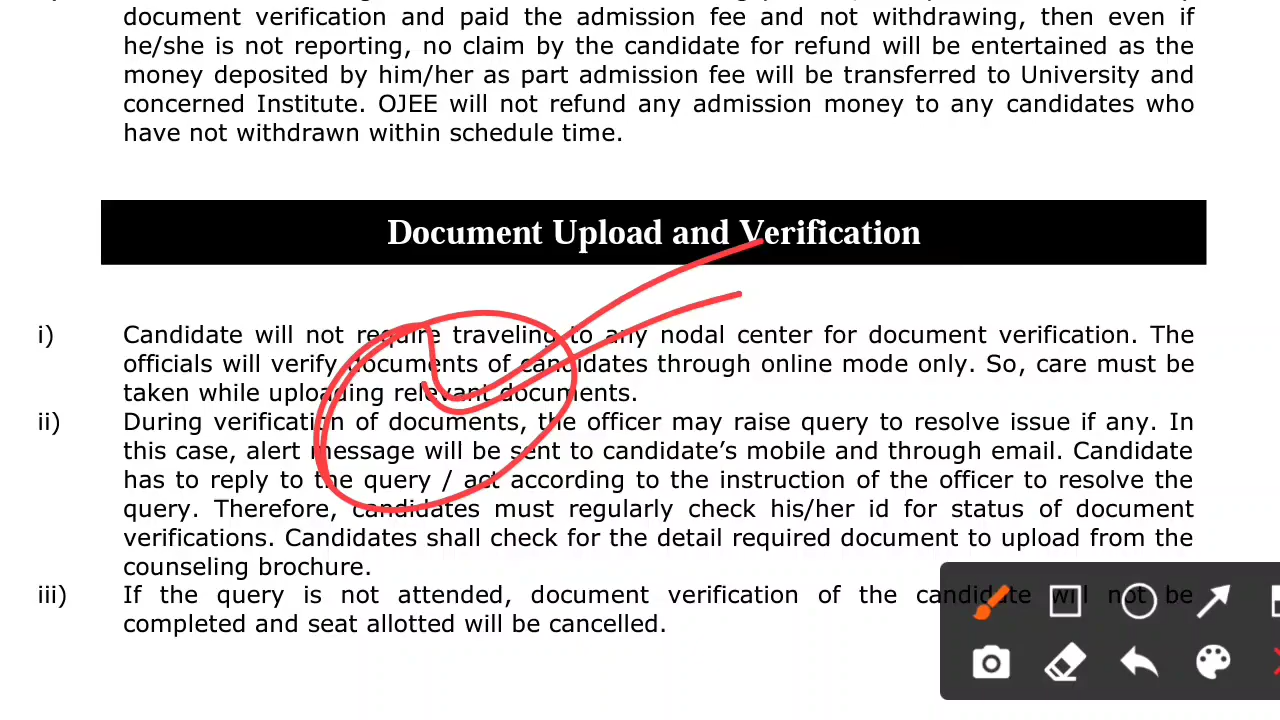 document verification and paid the admission fee and not withdrawing, then even if
he/she is not reporting, no claim by the candidate for refund will be entertained as the
money deposited by him/her as part admission fee will be transferred to University and
concerned Institute. OJEE will not refund any admission money to any candidates who
have not withdrawn within schedule time.
Document Upload and Verification
i) Candidate will not require traveling to any nodal center for document verification. The
officials will verify documents of candidates through online mode only. So, care must be
taken while uploading relevant documents.
ii) During verification of documents, the officer may raise query to resolve issue if any. In
this case, alert message will be sent to candidate’s mobile and through email. Candidate
has to reply to the query / act according to the instruction of the officer to resolve the
query. Therefore, candidates must regularly check his/her id for status of document
verifications. Candidates shall check for the detail required document to upload from the
counseling brochure.
iii) If the query is not attended, document verification of the candidate will not be
completed and seat allotted will be cancelled.